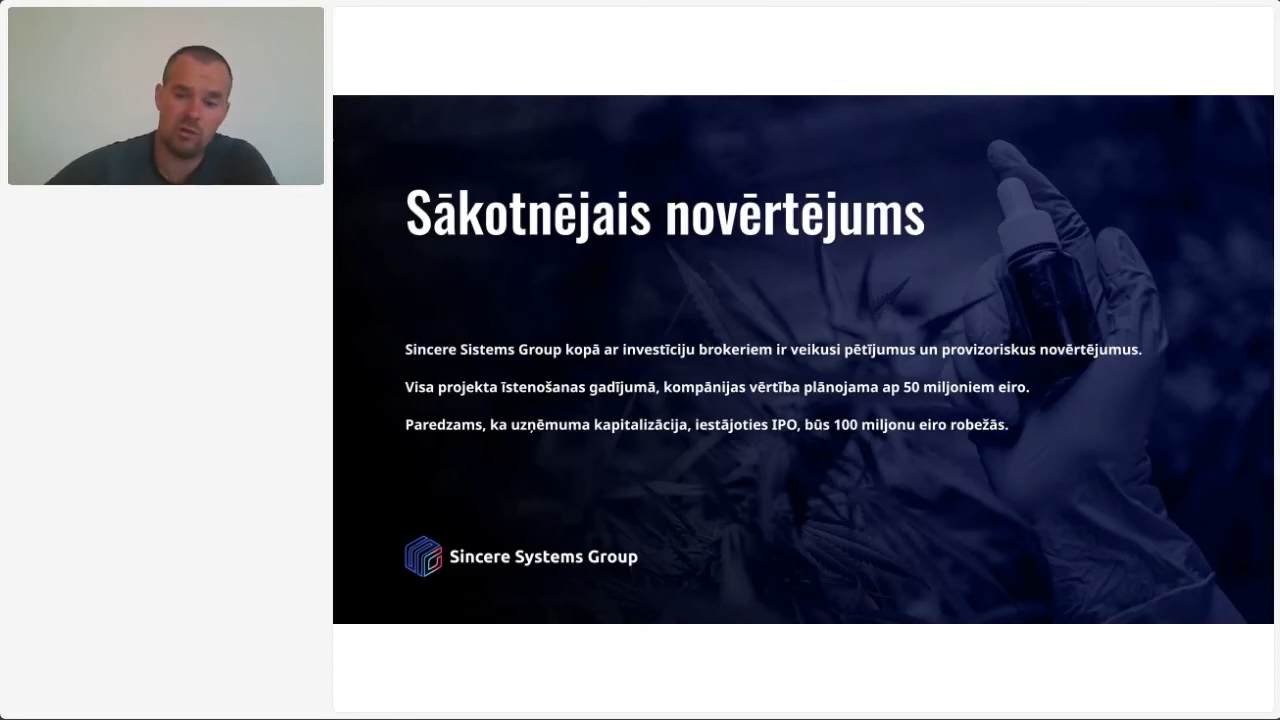 Sākotnējais novērtējums
Sincere Sistems Group kopā ar investīciju brokeriem ir veikusi pētījumus un provizoriskus novērtējumus.
Visa projekta īstenošanas gadījumā, kompānijas vērtība plānojama ap 50 miljoniem eiro.
Paredzams, ka uzņēmuma kapitalizācija, iestājoties IPO, būs 100 miljonu eiro robežās.
Sincere Systems Group